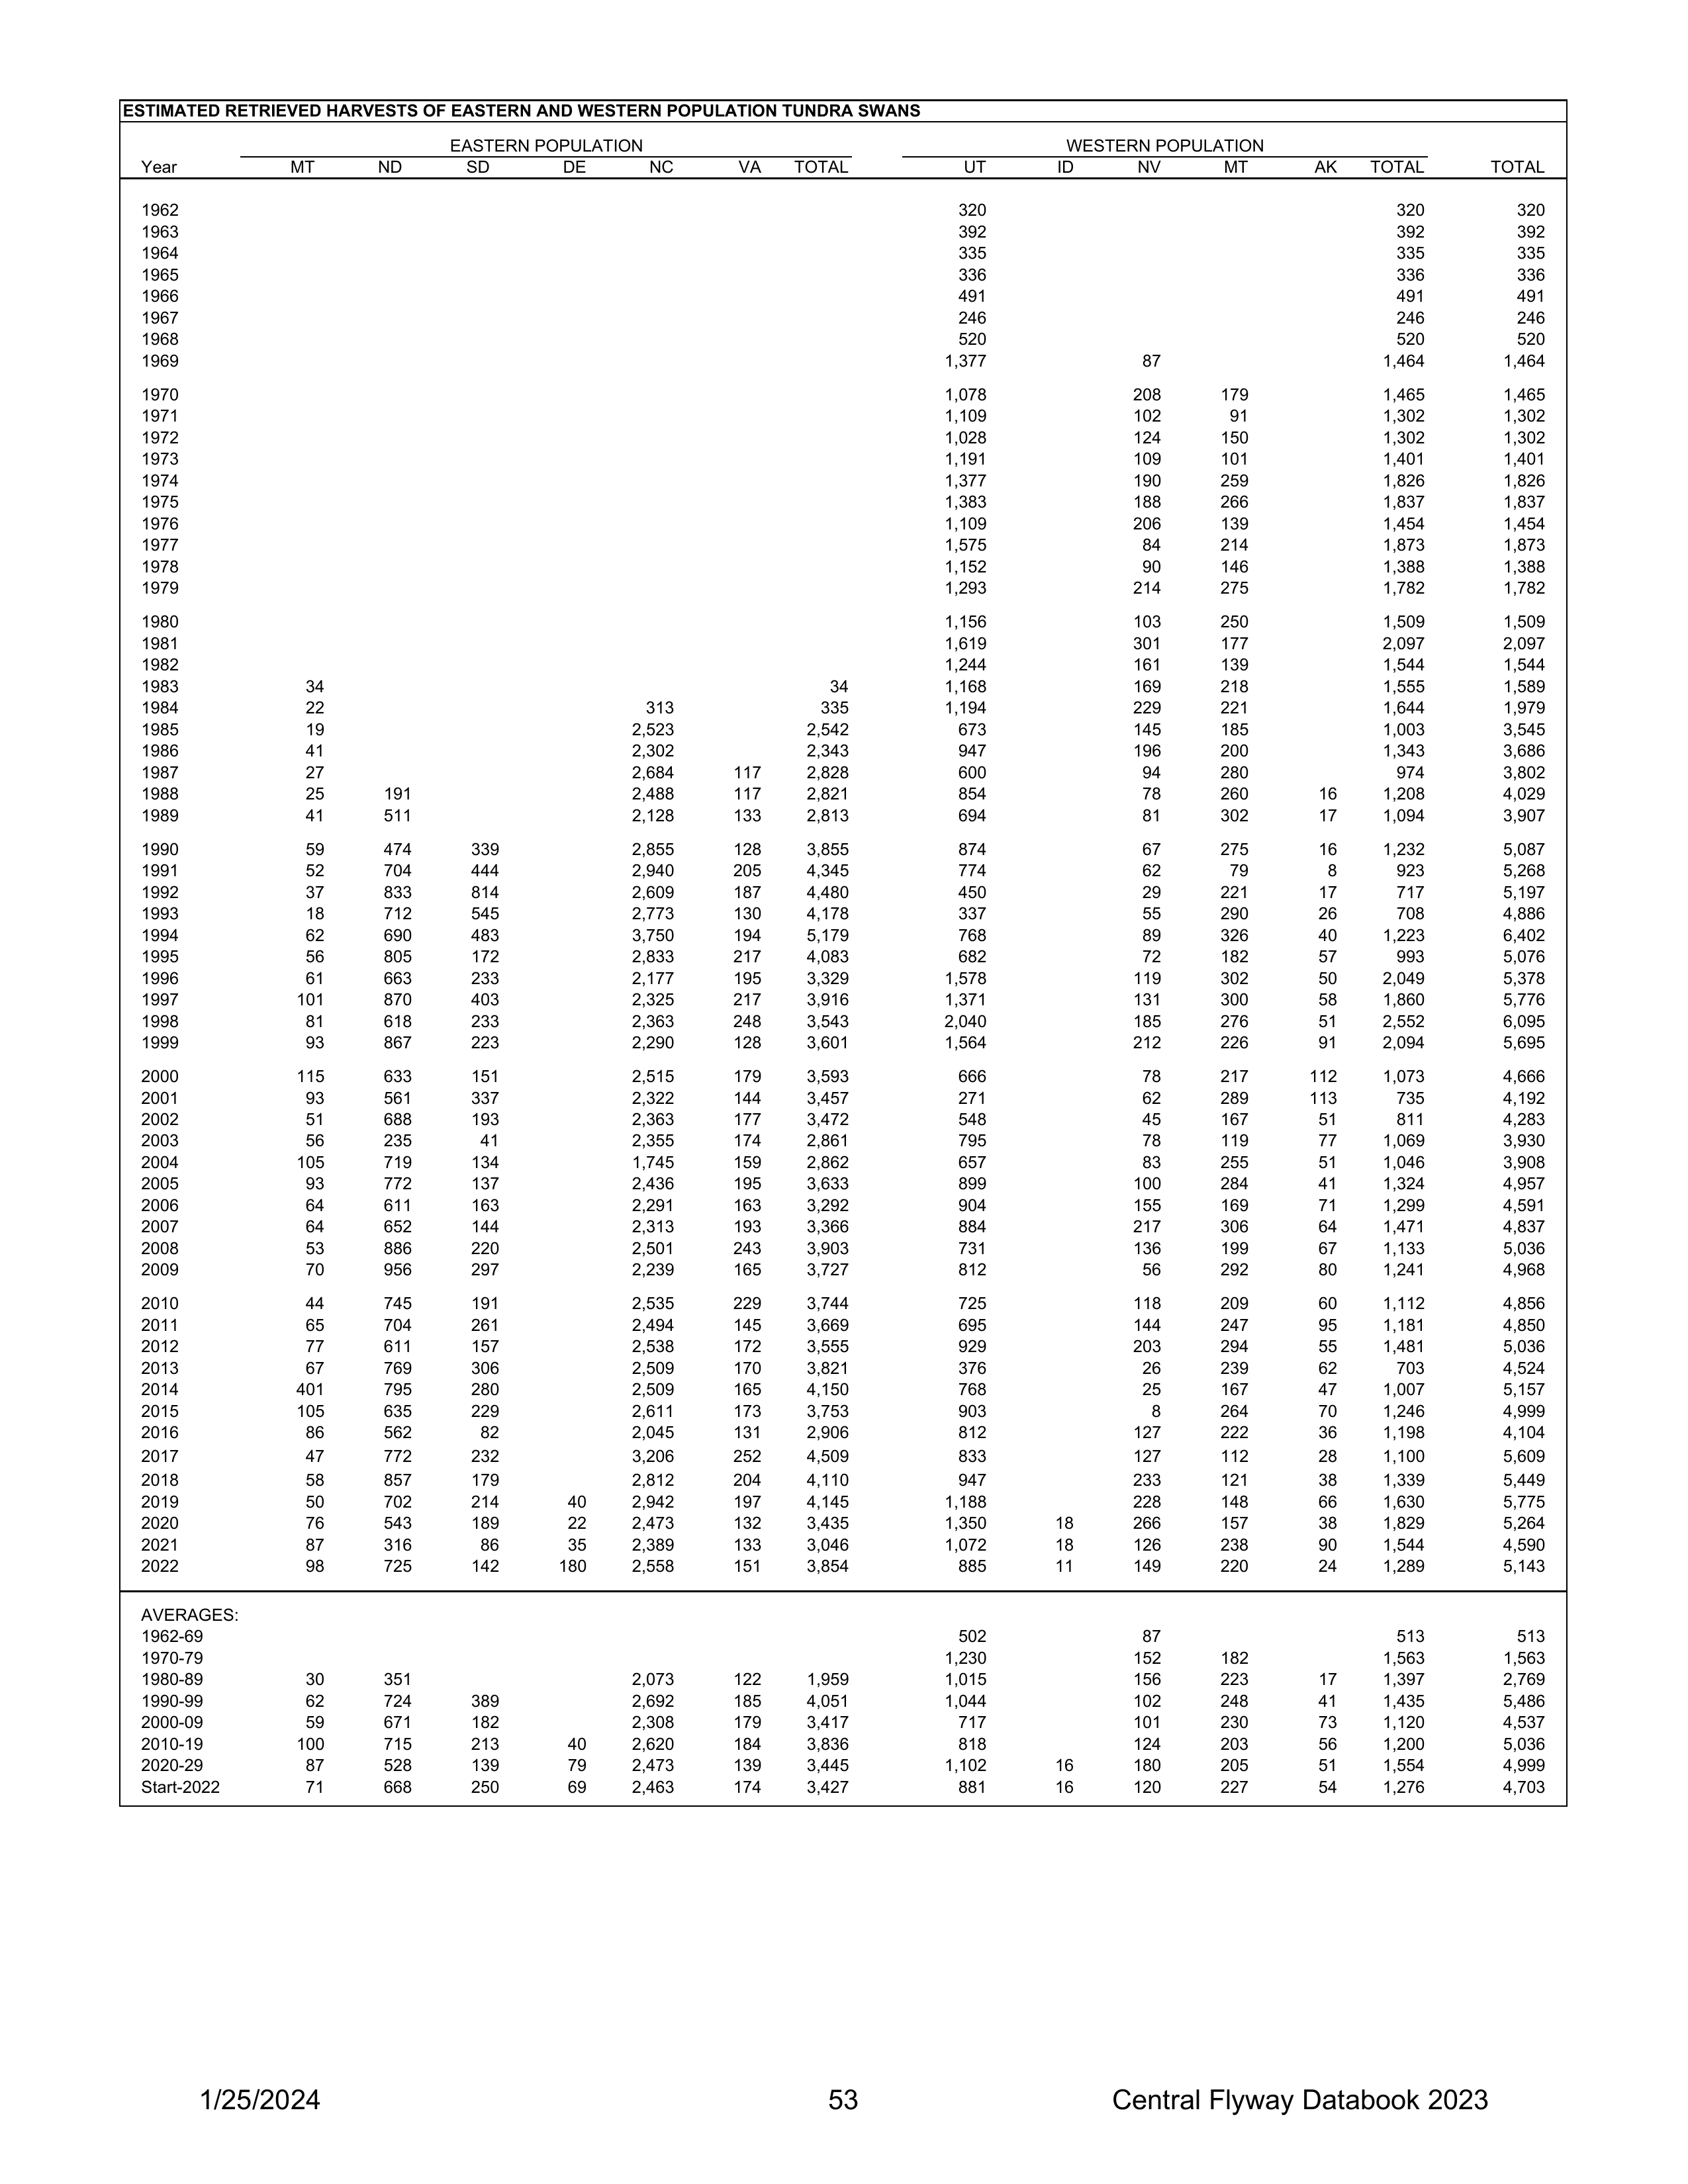 ESTIMATED RETRIEVED HARVESTS OF EASTERN AND WESTERN POPULATION TUNDRA SWANS
EASTERN POPULATION WESTERN POPULATION
Year MT ND SD DE NC VA TOTAL UT ID NV MT AK TOTAL TOTAL
1962 320 320 320
1963 392 392 392
1964 335 335 335
1965 336 336 336
1966 491 491 491
1967 246 246 246
1968 520 520 520
1969 1,377 87 1,464 1,464
1970 1,078 208 179 1,465 1,465
1971 1,109 102 91 1,302 1,302
1972 1,028 124 150 1,302 1,302
1973 1,191 109 101 1,401 1,401
1974 1,377 190 259 1,826 1,826
1975 1,383 188 266 1,837 1,837
1976 1,109 206 139 1,454 1,454
1977 1,575 84 214 1,873 1,873
1978 1,152 90 146 1,388 1,388
1979 1,293 214 275 1,782 1,782
1980 1,156 103 250 1,509 1,509
1981 1,619 301 177 2,097 2,097
1982 1,244 161 139 1,544 1,544
1983 34 34 1,168 169 218 1,555 1,589
1984 22 313 335 1,194 229 221 1,644 1,979
1985 19 2,523 2,542 673 145 185 1,003 3,545
1986 41 2,302 2,343 947 196 200 1,343 3,686
1987 27 2,684 117 2,828 600 94 280 974 3,802
1988 25 191 2,488 117 2,821 854 78 260 16 1,208 4,029
1989 41 511 2,128 133 2,813 694 81 302 17 1,094 3,907
1990 59 474 339 2,855 128 3,855 874 67 275 16 1,232 5,087
1991 52 704 444 2,940 205 4,345 774 62 79 8 923 5,268
1992 37 833 814 2,609 187 4,480 450 29 221 17 717 5,197
1993 18 712 545 2,773 130 4,178 337 55 290 26 708 4,886
1994 62 690 483 3,750 194 5,179 768 89 326 40 1,223 6,402
1995 56 805 172 2,833 217 4,083 682 72 182 57 993 5,076
1996 61 663 233 2,177 195 3,329 1,578 119 302 50 2,049 5,378
1997 101 870 403 2,325 217 3,916 1,371 131 300 58 1,860 5,776
1998 81 618 233 2,363 248 3,543 2,040 185 276 51 2,552 6,095
1999 93 867 223 2,290 128 3,601 1,564 212 226 91 2,094 5,695
2000 115 633 151 2,515 179 3,593 666 78 217 112 1,073 4,666
2001 93 561 337 2,322 144 3,457 271 62 289 113 735 4,192
2002 51 688 193 2,363 177 3,472 548 45 167 51 811 4,283
2003 56 235 41 2,355 174 2,861 795 78 119 77 1,069 3,930
2004 105 719 134 1,745 159 2,862 657 83 255 51 1,046 3,908
2005 93 772 137 2,436 195 3,633 899 100 284 41 1,324 4,957
2006 64 611 163 2,291 163 3,292 904 155 169 71 1,299 4,591
2007 64 652 144 2,313 193 3,366 884 217 306 64 1,471 4,837
2008 53 886 220 2,501 243 3,903 731 136 199 67 1,133 5,036
2009 70 956 297 2,239 165 3,727 812 56 292 80 1,241 4,968
2010 44 745 191 2,535 229 3,744 725 118 209 60 1,112 4,856
2011 65 704 261 2,494 145 3,669 695 144 247 95 1,181 4,850
2012 77 611 157 2,538 172 3,555 929 203 294 55 1,481 5,036
2013 67 769 306 2,509 170 3,821 376 26 239 62 703 4,524
2014 401 795 280 2,509 165 4,150 768 25 167 47 1,007 5,157
2015 105 635 229 2,611 173 3,753 903 8 264 70 1,246 4,999
2016 86 562 82 2,045 131 2,906 812 127 222 36 1,198 4,104
2017 47 772 232 3,206 252 4,509 833 127 112 28 1,100 5,609
2018 58 857 179 2,812 204 4,110 947 233 121 38 1,339 5,449
2019 50 702 214 40 2,942 197 4,145 1,188 228 148 66 1,630 5,775
2020 76 543 189 22 2,473 132 3,435 1,350 18 266 157 38 1,829 5,264
2021 87 316 86 35 2,389 133 3,046 1,072 18 126 238 90 1,544 4,590
2022 98 725 142 180 2,558 151 3,854 885 11 149 220 24 1,289 5,143
AVERAGES:
1962-69 502 87 513 513
1970-79 1,230 152 182 1,563 1,563
1980-89 30 351 2,073 122 1,959 1,015 156 223 17 1,397 2,769
1990-99 62 724 389 2,692 185 4,051 1,044 102 248 41 1,435 5,486
2000-09 59 671 182 2,308 179 3,417 717 101 230 73 1,120 4,537
2010-19 100 715 213 40 2,620 184 3,836 818 124 203 56 1,200 5,036
2020-29 87 528 139 79 2,473 139 3,445 1,102 16 180 205 51 1,554 4,999
Start-2022 71 668 250 69 2,463 174 3,427 881 16 120 227 54 1,276 4,703
1/25/2024 53 Central Flyway Databook 2023